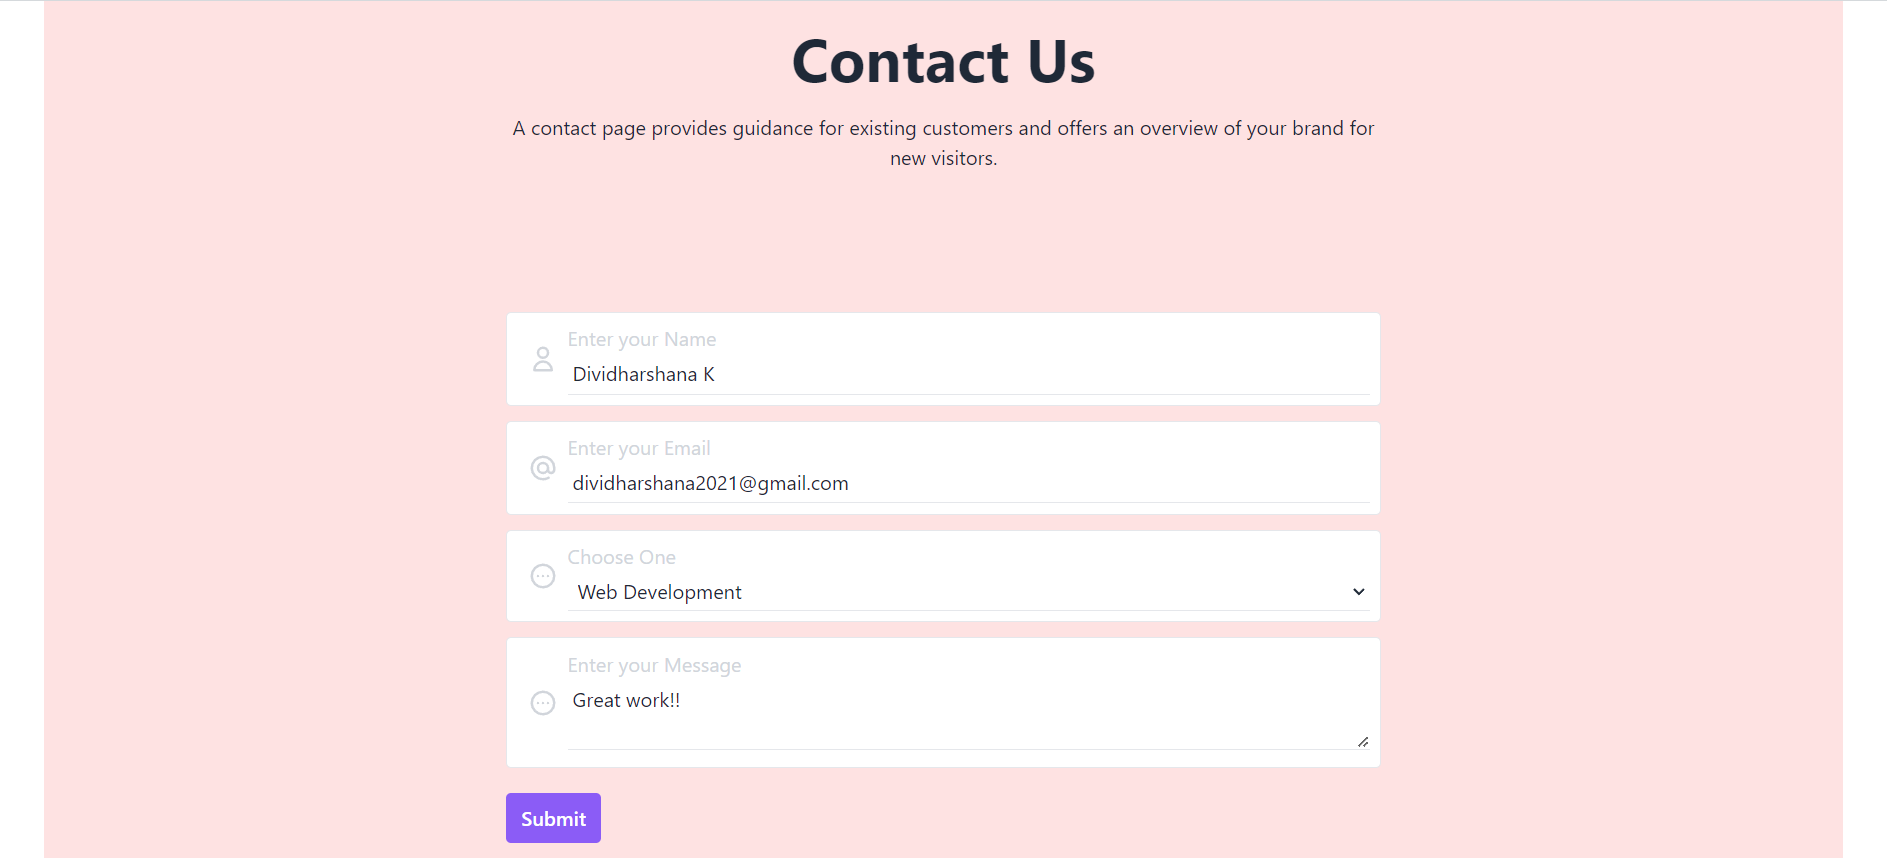 Contact Us
A contact page provides guidance for existing customers and offers an overview of your brand for
new visitors.
Enter your Name
Dividharshana K
Enter your Email
dividharshana2021@gmail.com
Choose One
Web Development
Enter your Message
Great work!!
Submit